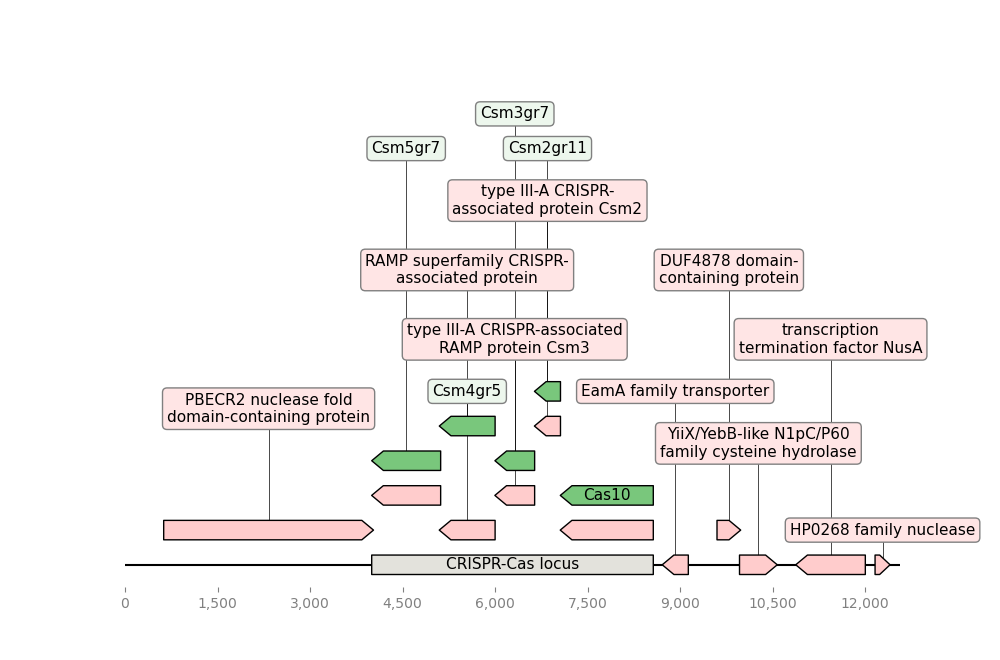 Csm3gr7
Csm5gr7
Csm2gr11
type III-A CRISPR-
associated protein Csm2
RAMP superfamily CRISPR-
associated protein
DUF4878 domain-
containing protein
type III-A CRISPR-associated
RAMP protein Csm3
transcription
termination factor NusA
PBECR2 nuclease fold
domain-containing protein
Csm4gr5
EamA family transporter
YiiX/YebB-like N1pC/P60
family cysteine hydrolase
Cas10
HP0268 family nuclease
CRISPR-Cas locus
0
1,500
3,000
4,500
6,000
7,500
9,000
10,500
12,000